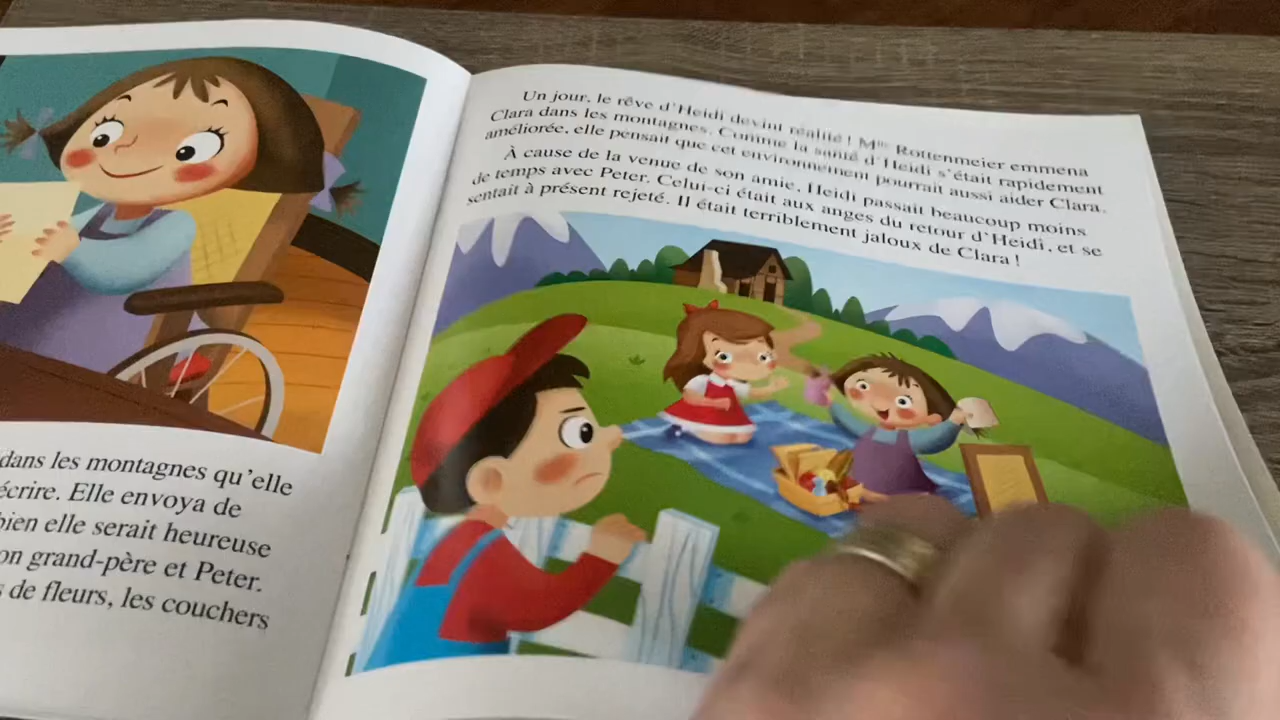 dans les montagnes qu'elle
écrire. Elle envoya de
bien elle serait heureuse
on grand-père et Peter.
s de fleurs, les couchers
Un jour, le rêve d'Heidi devint réalité ! Mlle Rottenmeier emmena
Clara dans les montagnes. Comme la santé d'Heidi s'était rapidement
améliorée, elle pensait que cet environnement pourrait aussi aider Clara.
À cause de la venue de son amie, Heidi passait beaucoup moins
de temps avec Peter. Celui-ci était aux anges du retour d'Heidi, et se
sentait à présent rejeté. Il était terriblement jaloux de Clara !